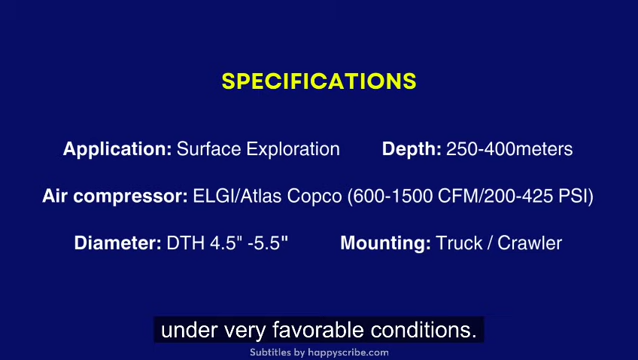 SPECIFICATIONS
Application: Surface Exploration Depth: 250-400meters
Air compressor: ELGI/Atlas Copco (600-1500 CFM/200-425 PSI)
Diameter: DTH 4.5" -5.5" Mounting: Truck / Crawler
under very favorable conditions.
Subtitles by happyscribe.com